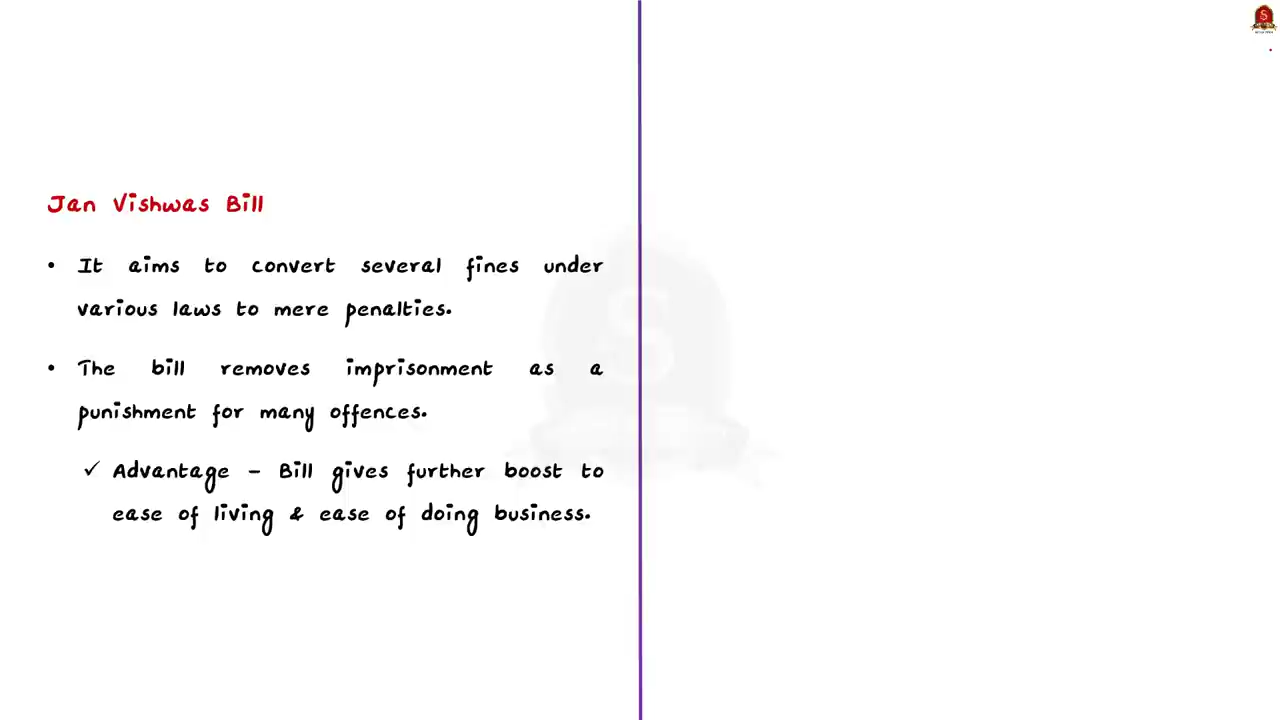 Jan Vishwas Bill
• It aims to convert several fines under
various laws to mere penalties.
• The bill removes imprisonment as a
punishment for many offences.
✓ Advantage – Bill gives further boost to
ease of living & ease of doing business.
S
S